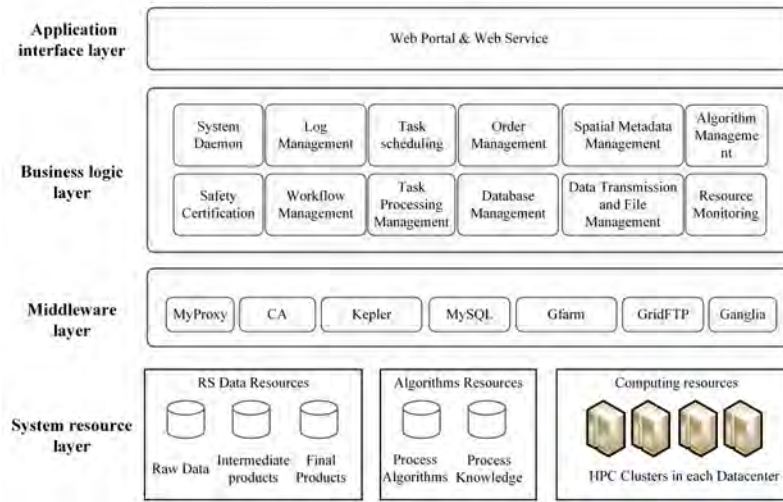 Application
interface layer
Web Portal & Web Service
Business logic
layer
System
Daemon
Log
Management
Task
scheduling
Order
Management
Spatial Metadata
Management
Algorithm
Manageme
nt
Safety
Certification
Workflow
Management
Task
Processing
Management
Database
Management
Data Transmission
and File
Management
Resource
Monitoring
Middleware
layer
MyProxy
CA
Kepler
MySQL
Gfarm
GridFTP
Ganglia
System resource
layer
RS Data Resources
Raw Data
Intermediate
products
Final
Products
Algorithms Resources
Process
Algorithms
Process
Knowledge
Computing resources
HPC Clusters in each Datacenter